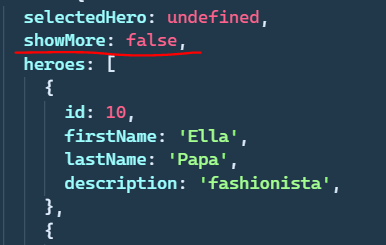 selectedHero: undefined,
showMore: false,
heroes: [
{
id: 10,
firstName: 'Ella',
lastName: 'Papa',
description: 'fashionista',
},
{